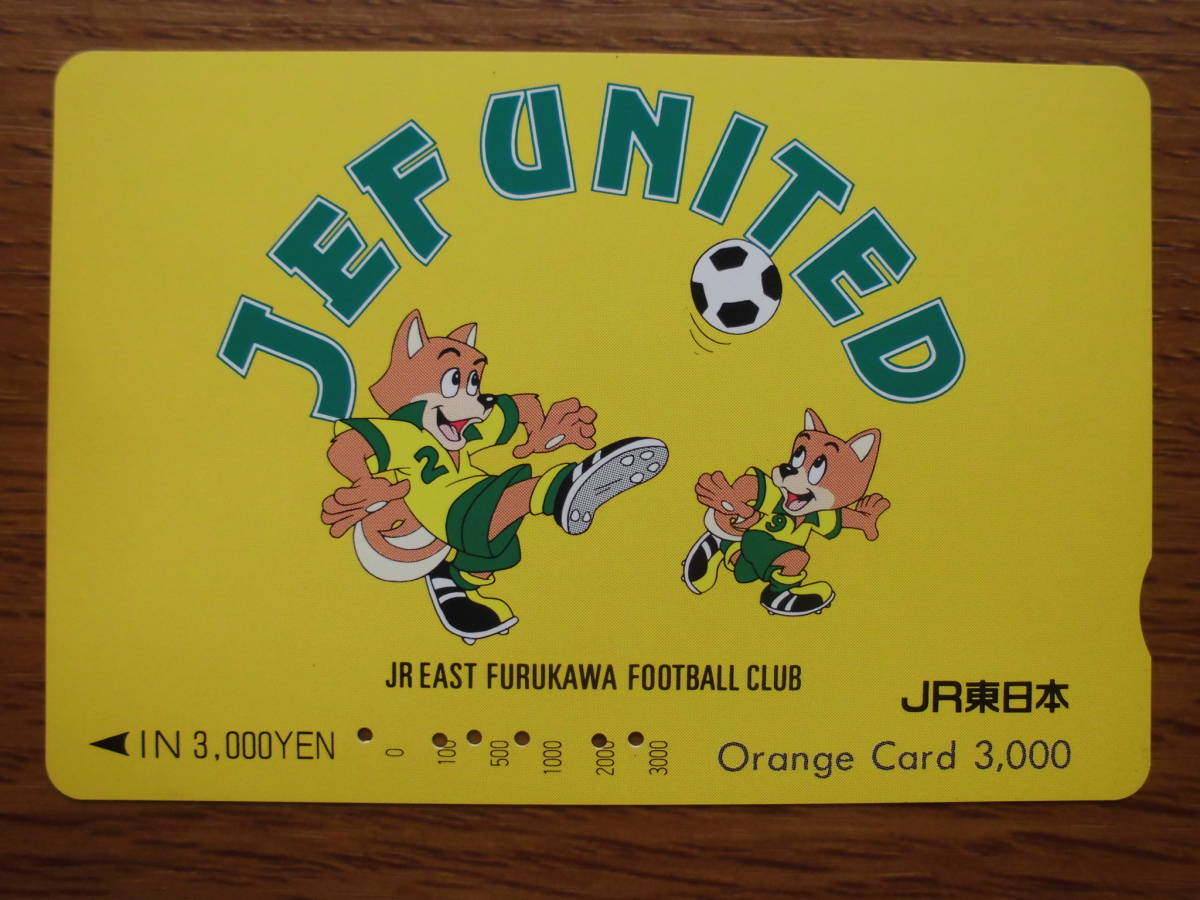 JEF UNITED
2
9
JR EAST FURUKAWA FOOTBALL CLUB
JR東日本
IN 3,000YEN 0 100 500 1000 2000 3000
Orange Card 3,000